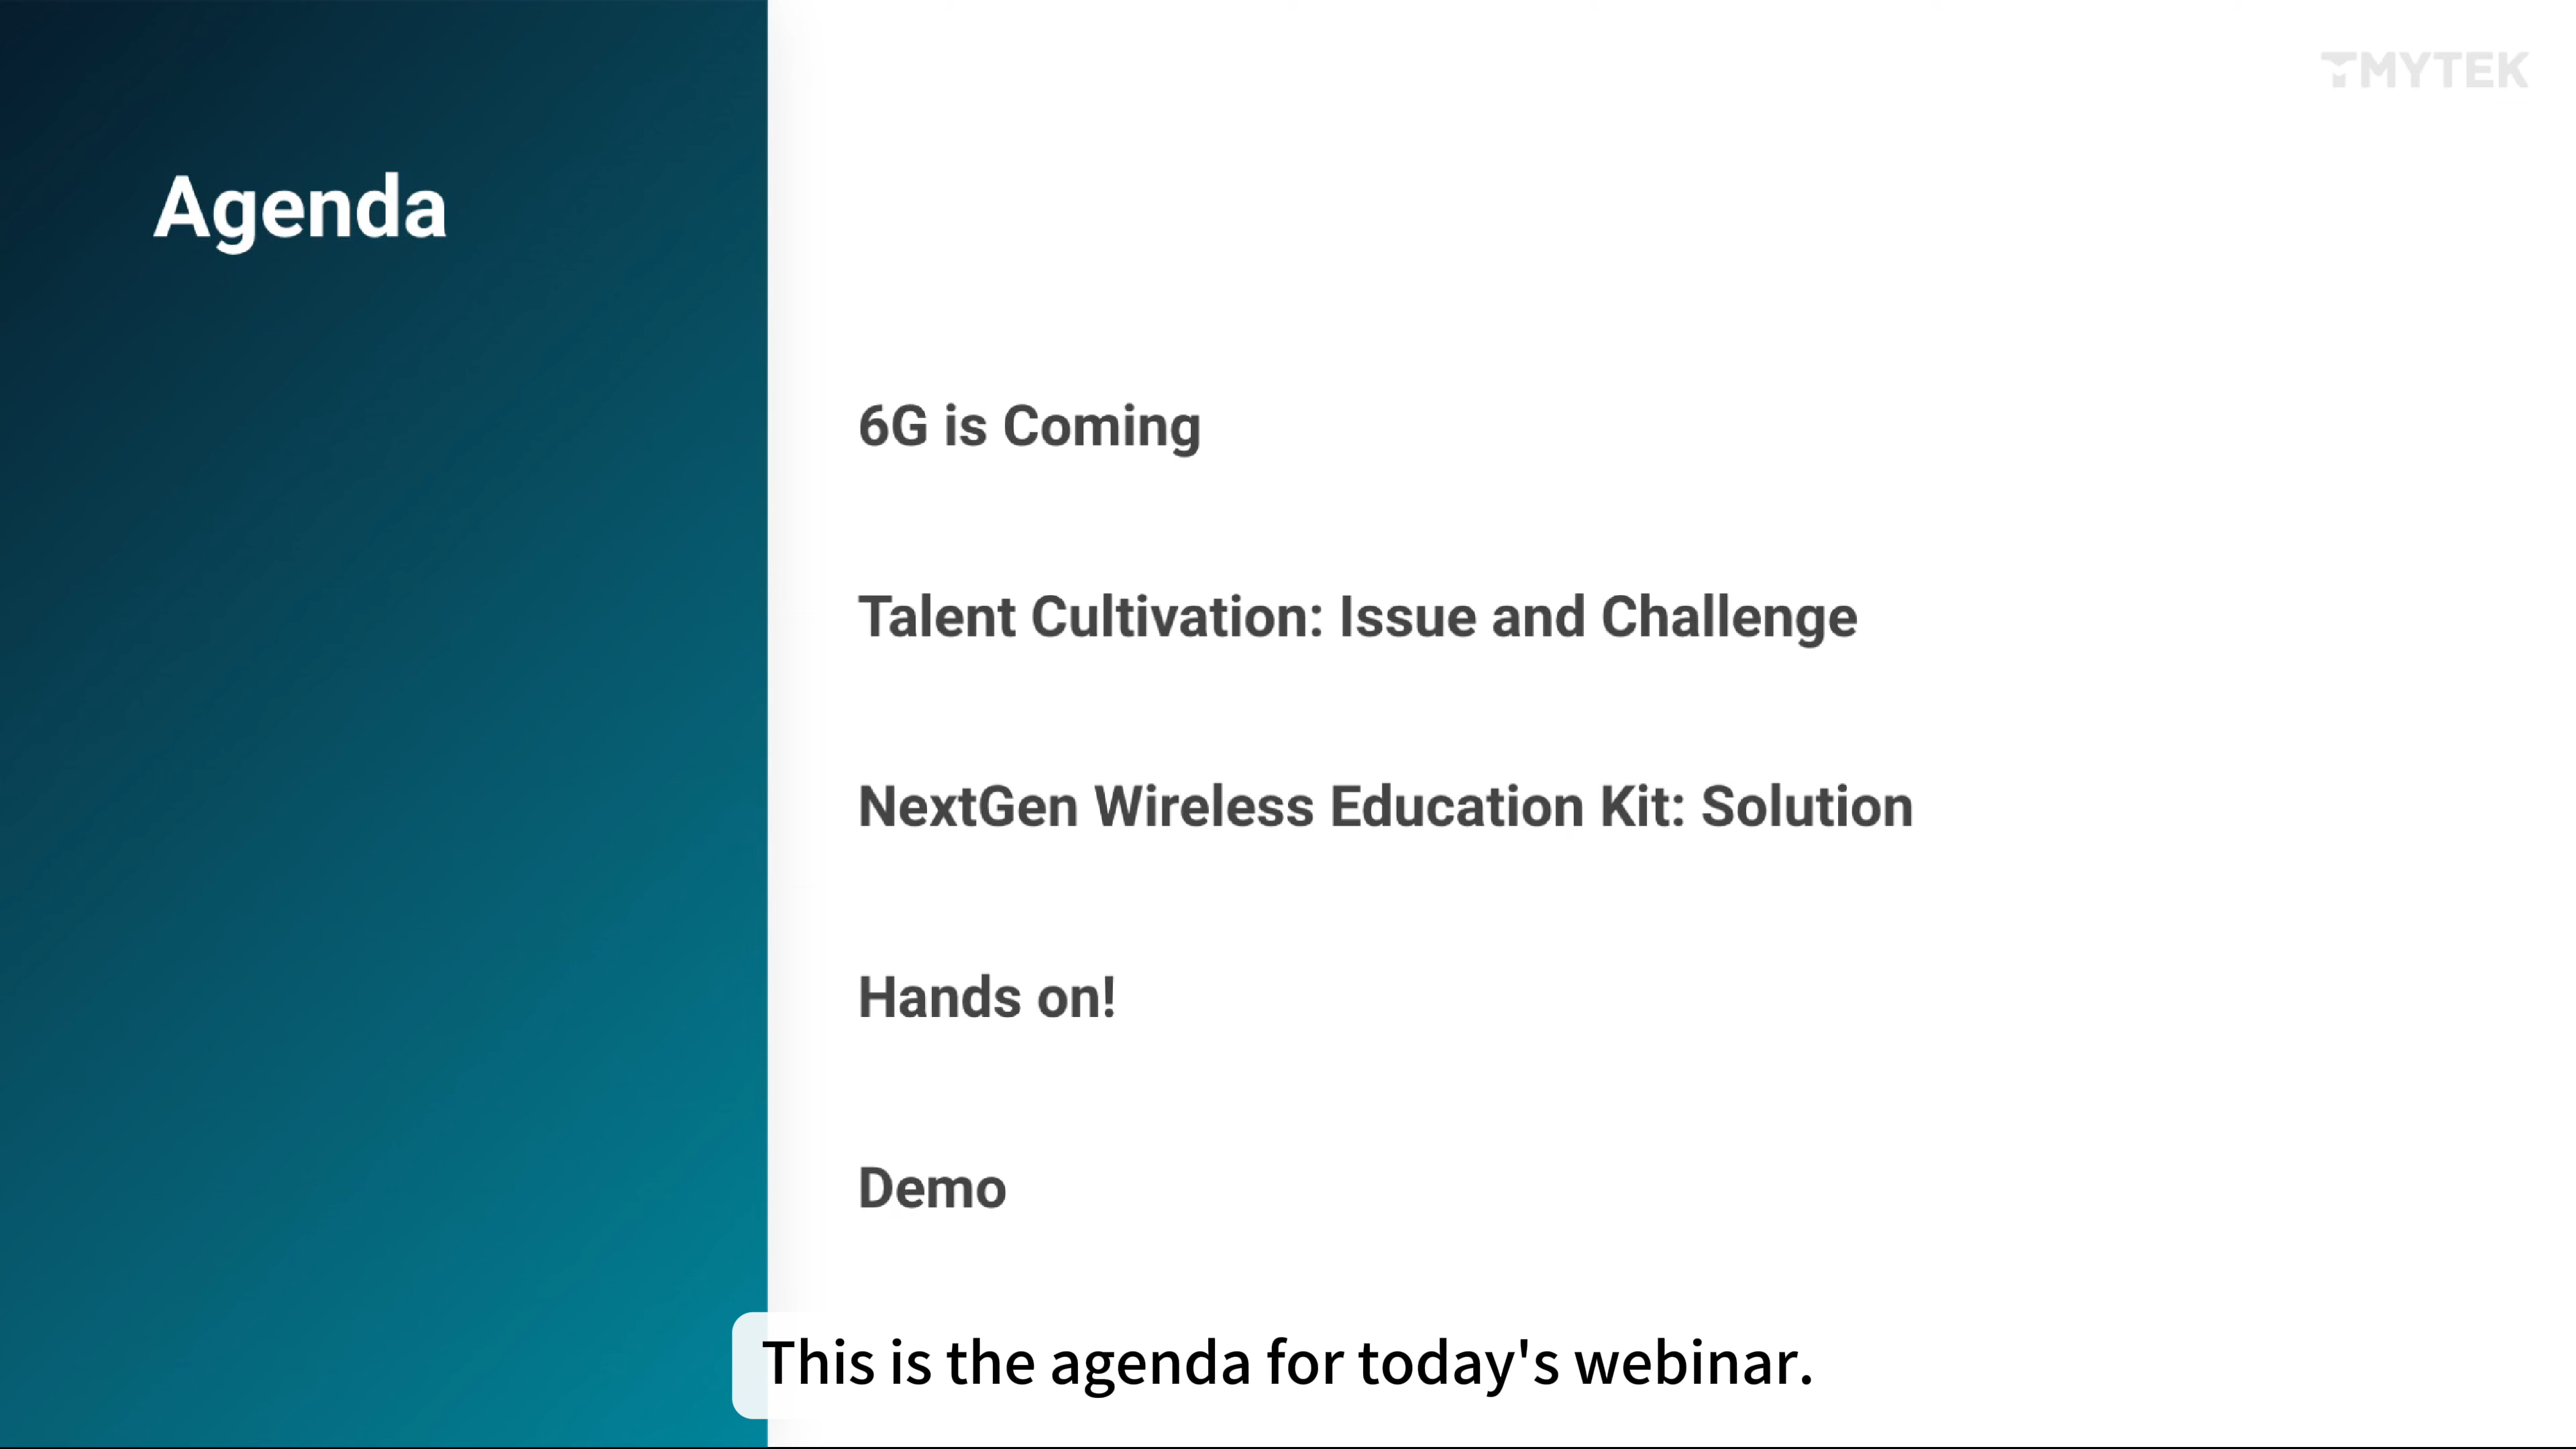 TMYTEK
Agenda
6G is Coming
Talent Cultivation: Issue and Challenge
NextGen Wireless Education Kit: Solution
Hands on!
Demo
This is the agenda for today's webinar.